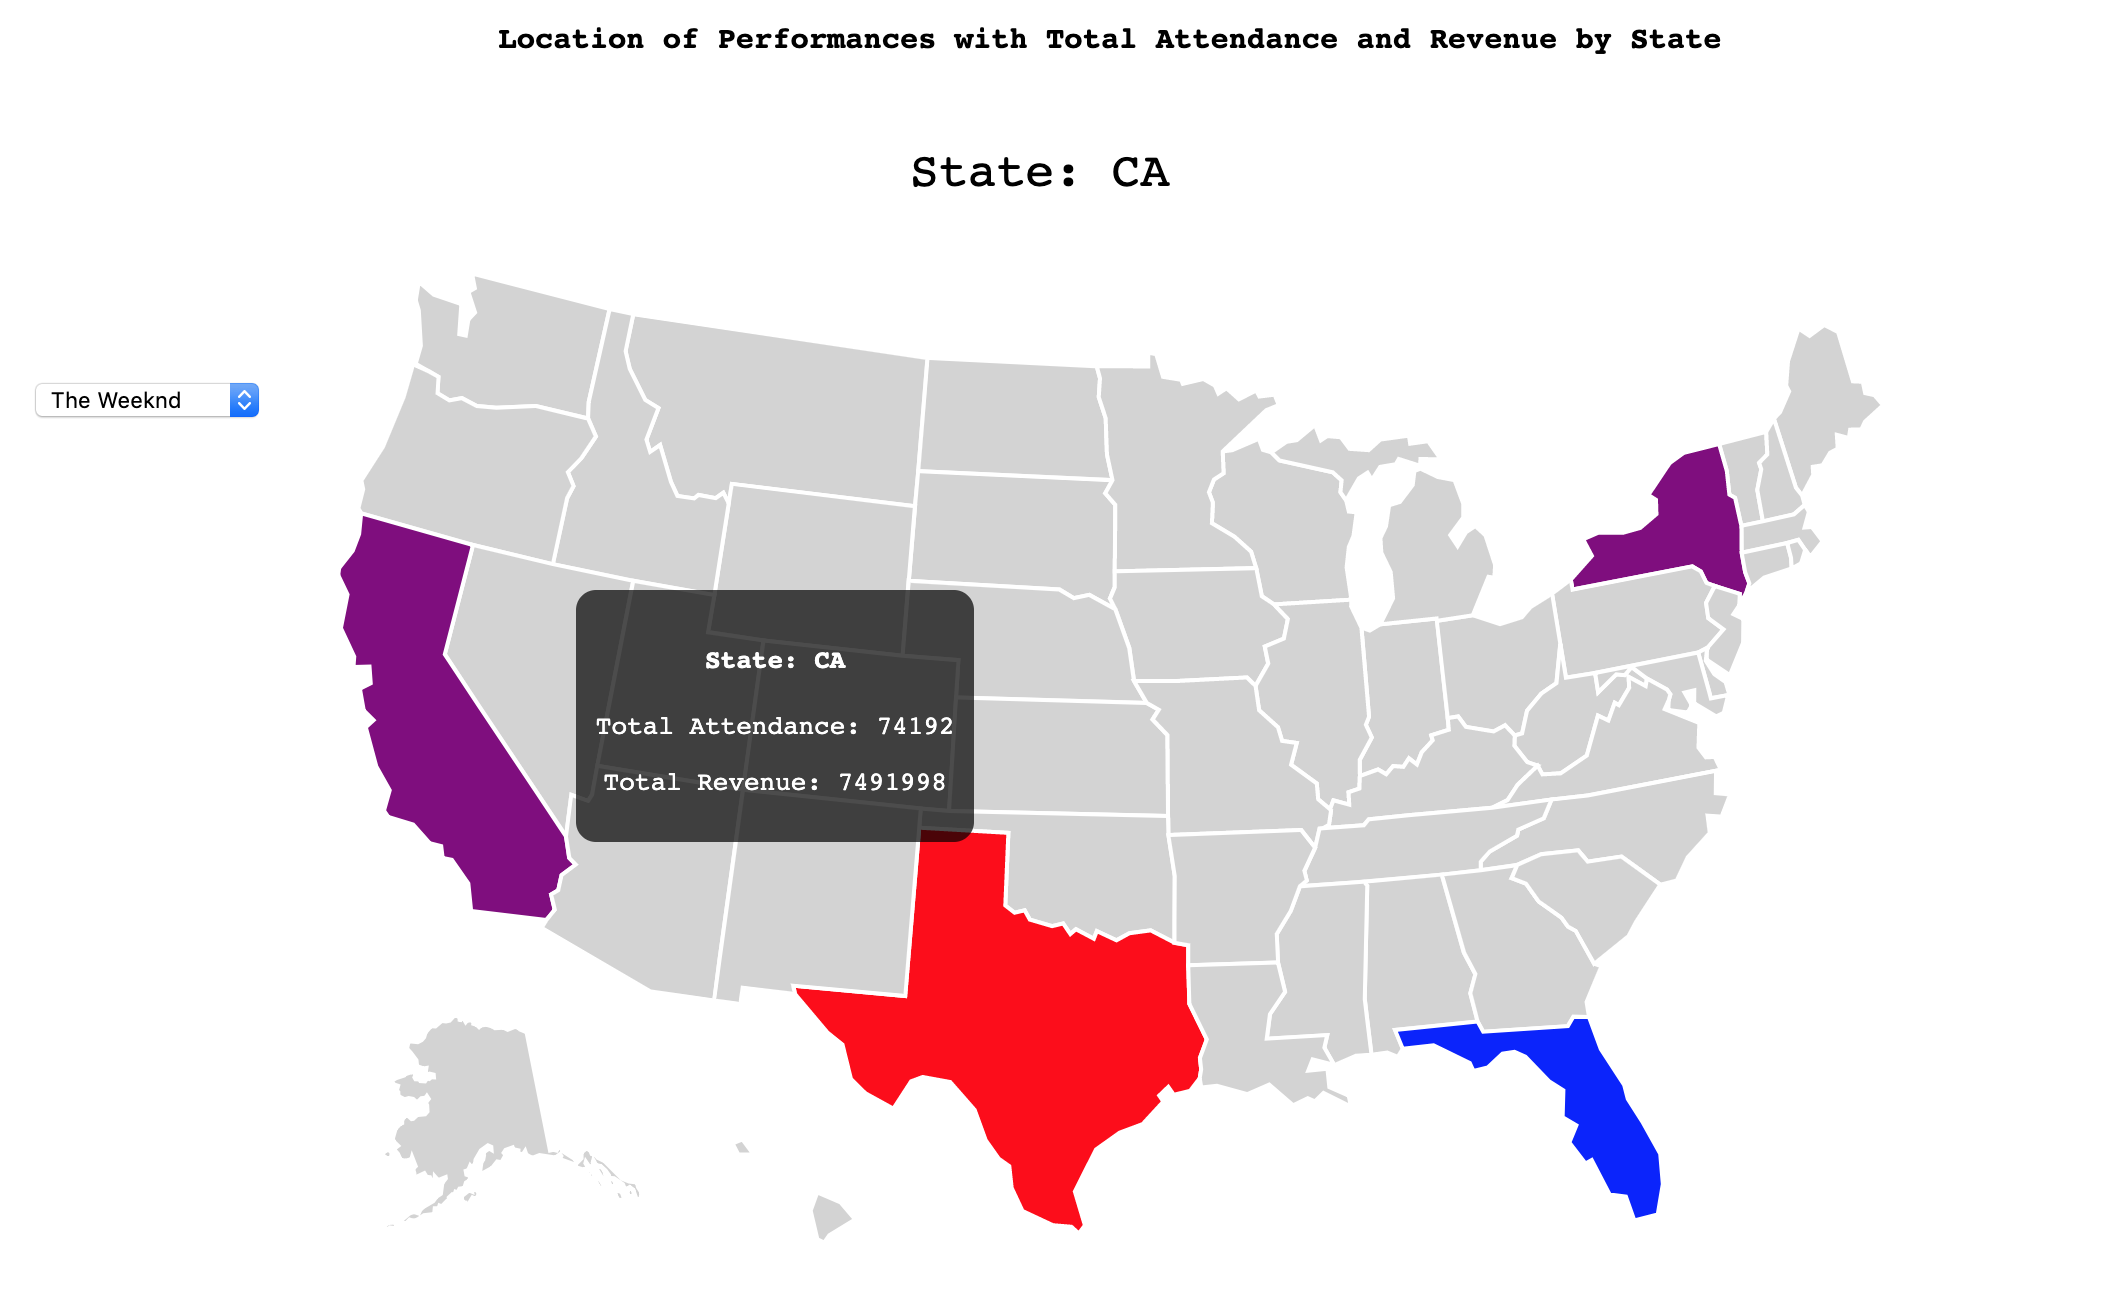 Location of Performances with Total Attendance and Revenue by State
State: CA
The Weeknd
State: CA
Total Attendance: 74192
Total Revenue: 7491998